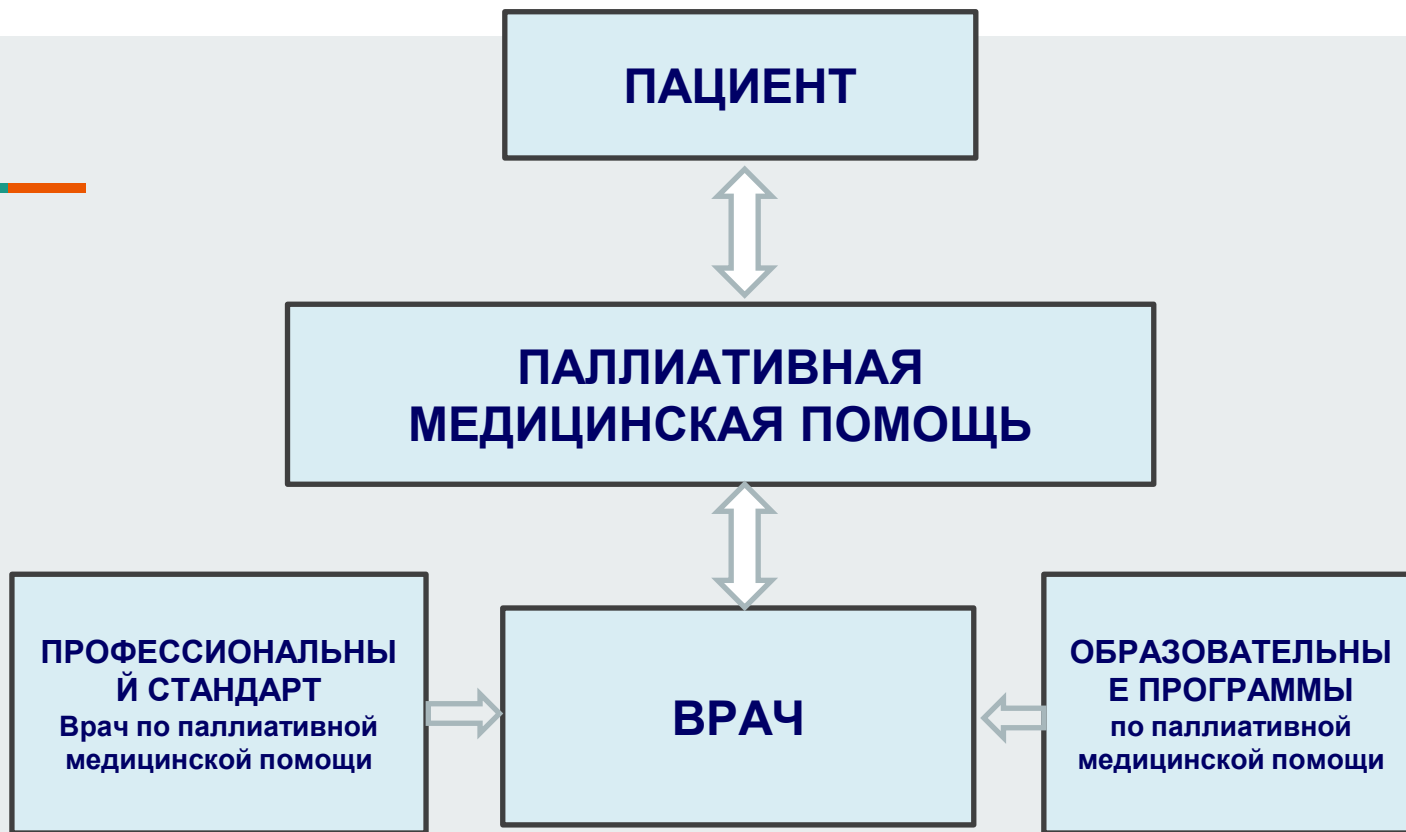 ПАЦИЕНТ
ПАЛЛИАТИВНАЯ
МЕДИЦИНСКАЯ ПОМОЩЬ
ПРОФЕССИОНАЛЬНЫ
Й СТАНДАРТ
Врач по паллиативной
медицинской помощи
ВРАЧ
ОБРАЗОВАТЕЛЬНЫ
Е ПРОГРАММЫ
по паллиативной
медицинской помощи